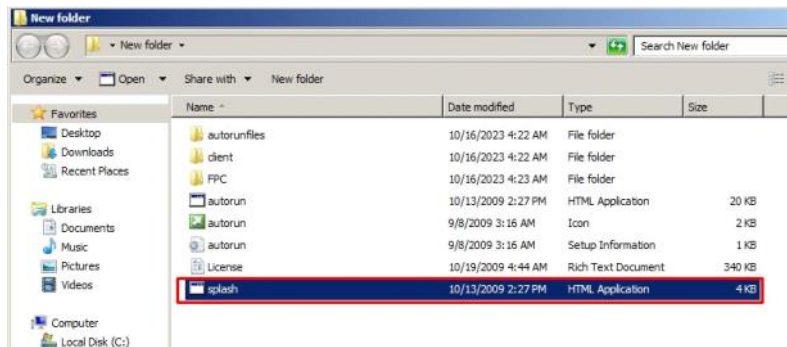 New folder
New folder
Search New folder
Organize Open Share with New folder
Favorites
Desktop
Downloads
Recent Places
Libraries
Documents
Music
Pictures
Videos
Computer
Local Disk (C:)
Name Date modified Type Size
autorunfiles 10/16/2023 4:22 AM File folder
client 10/16/2023 4:22 AM File folder
FPC 10/16/2023 4:23 AM File folder
autorun 10/13/2009 2:27 PM HTML Application 20 KB
autorun 9/8/2009 3:16 AM Icon 2 KB
autorun 9/8/2009 3:16 AM Setup Information 1 KB
License 10/19/2009 4:44 AM Rich Text Document 340 KB
splash 10/13/2009 2:27 PM HTML Application 4 KB